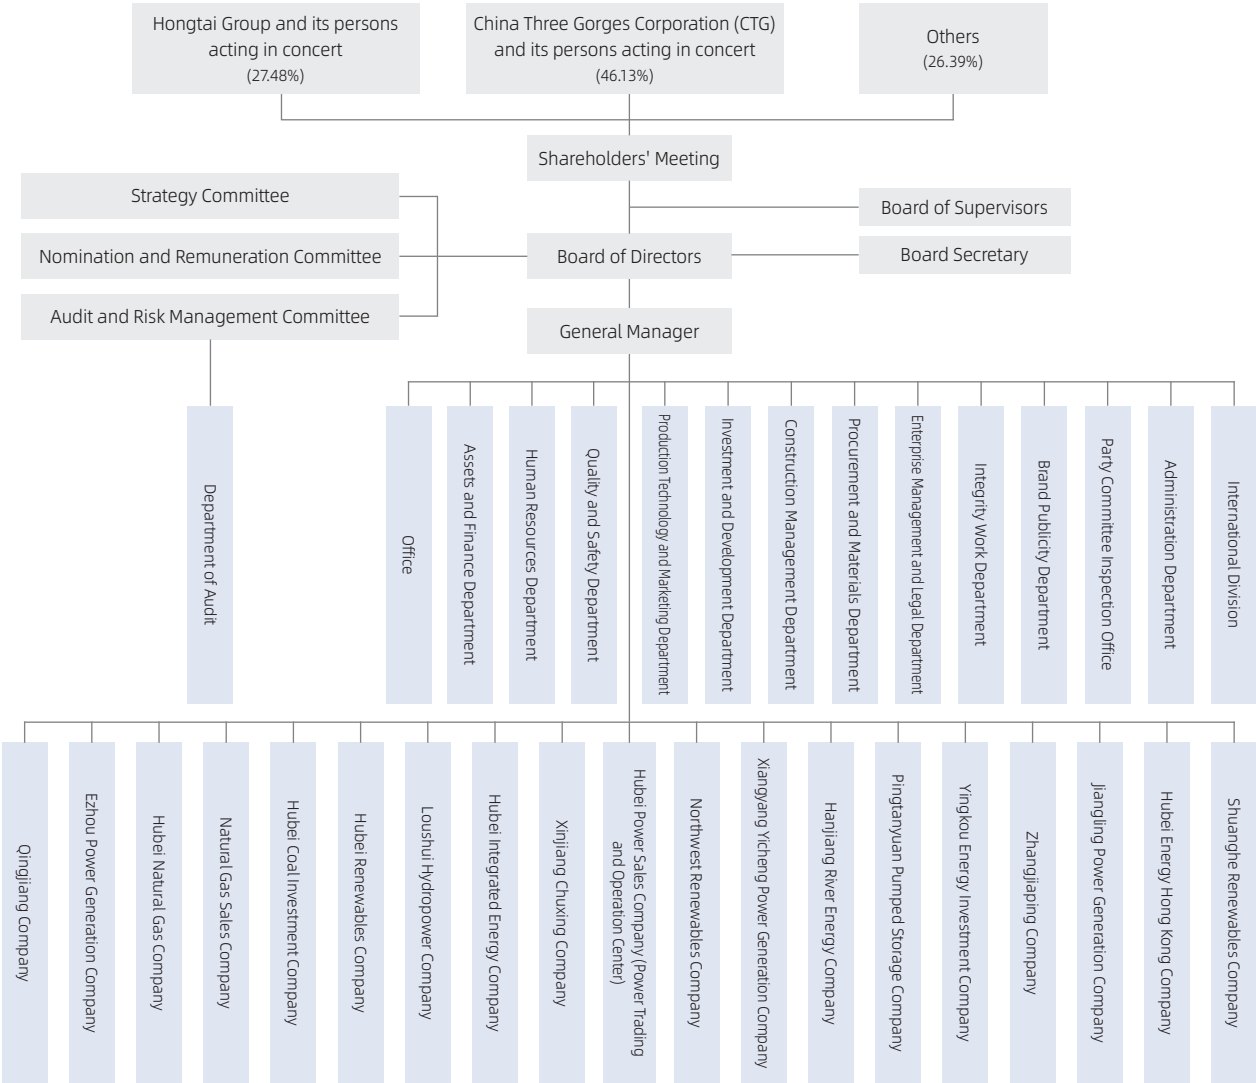 Hongtai Group and its persons
acting in concert
(27.48%)
China Three Gorges Corporation (CTG)
and its persons acting in concert
(46.13%)
Others
(26.39%)
Shareholders' Meeting
Strategy Committee
Board of Supervisors
Nomination and Remuneration Committee
Board of Directors
Board Secretary
Audit and Risk Management Committee
General Manager
Department of Audit
Office
Assets and Finance Department
Human Resources Department
Quality and Safety Department
Production Technology and Marketing Department
Investment and Development Department
Construction Management Department
Procurement and Materials Department
Enterprise Management and Legal Department
Integrity Work Department
Brand Publicity Department
Party Committee Inspection Office
Administration Department
International Division
Qingjiang Company
Ezhou Power Generation Company
Hubei Natural Gas Company
Natural Gas Sales Company
Hubei Coal Investment Company
Hubei Renewables Company
Loushui Hydropower Company
Hubei Integrated Energy Company
Xinjiang Chuxing Company
Hubei Power Sales Company (Power Trading
and Operation Center)
Northwest Renewables Company
Xiangyang Yicheng Power Generation Company
Hanjiang River Energy Company
Pingtanyuan Pumped Storage Company
Yingkou Energy Investment Company
Zhangjiaping Company
Jiangling Power Generation Company
Hubei Energy Hong Kong Company
Shuanghe Renewables Company